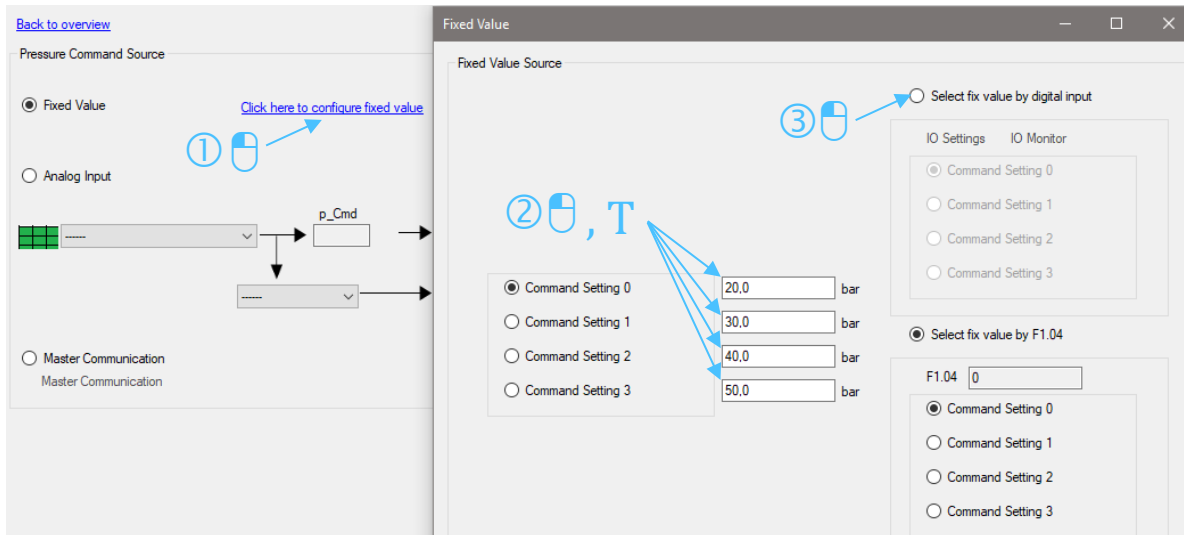 Back to overview
Pressure Command Source
Fixed Value
Click here to configure fixed value
①
Analog Input
p_Cmd
------
------
Master Communication
Master Communication
Fixed Value
Fixed Value Source
③
Select fix value by digital input
IO Settings IO Monitor
Command Setting 0
Command Setting 1
Command Setting 2
Command Setting 3
② , T
Command Setting 0 20,0 bar
Command Setting 1 30,0 bar
Command Setting 2 40,0 bar
Command Setting 3 50,0 bar
Select fix value by F1.04
F1.04 0
Command Setting 0
Command Setting 1
Command Setting 2
Command Setting 3